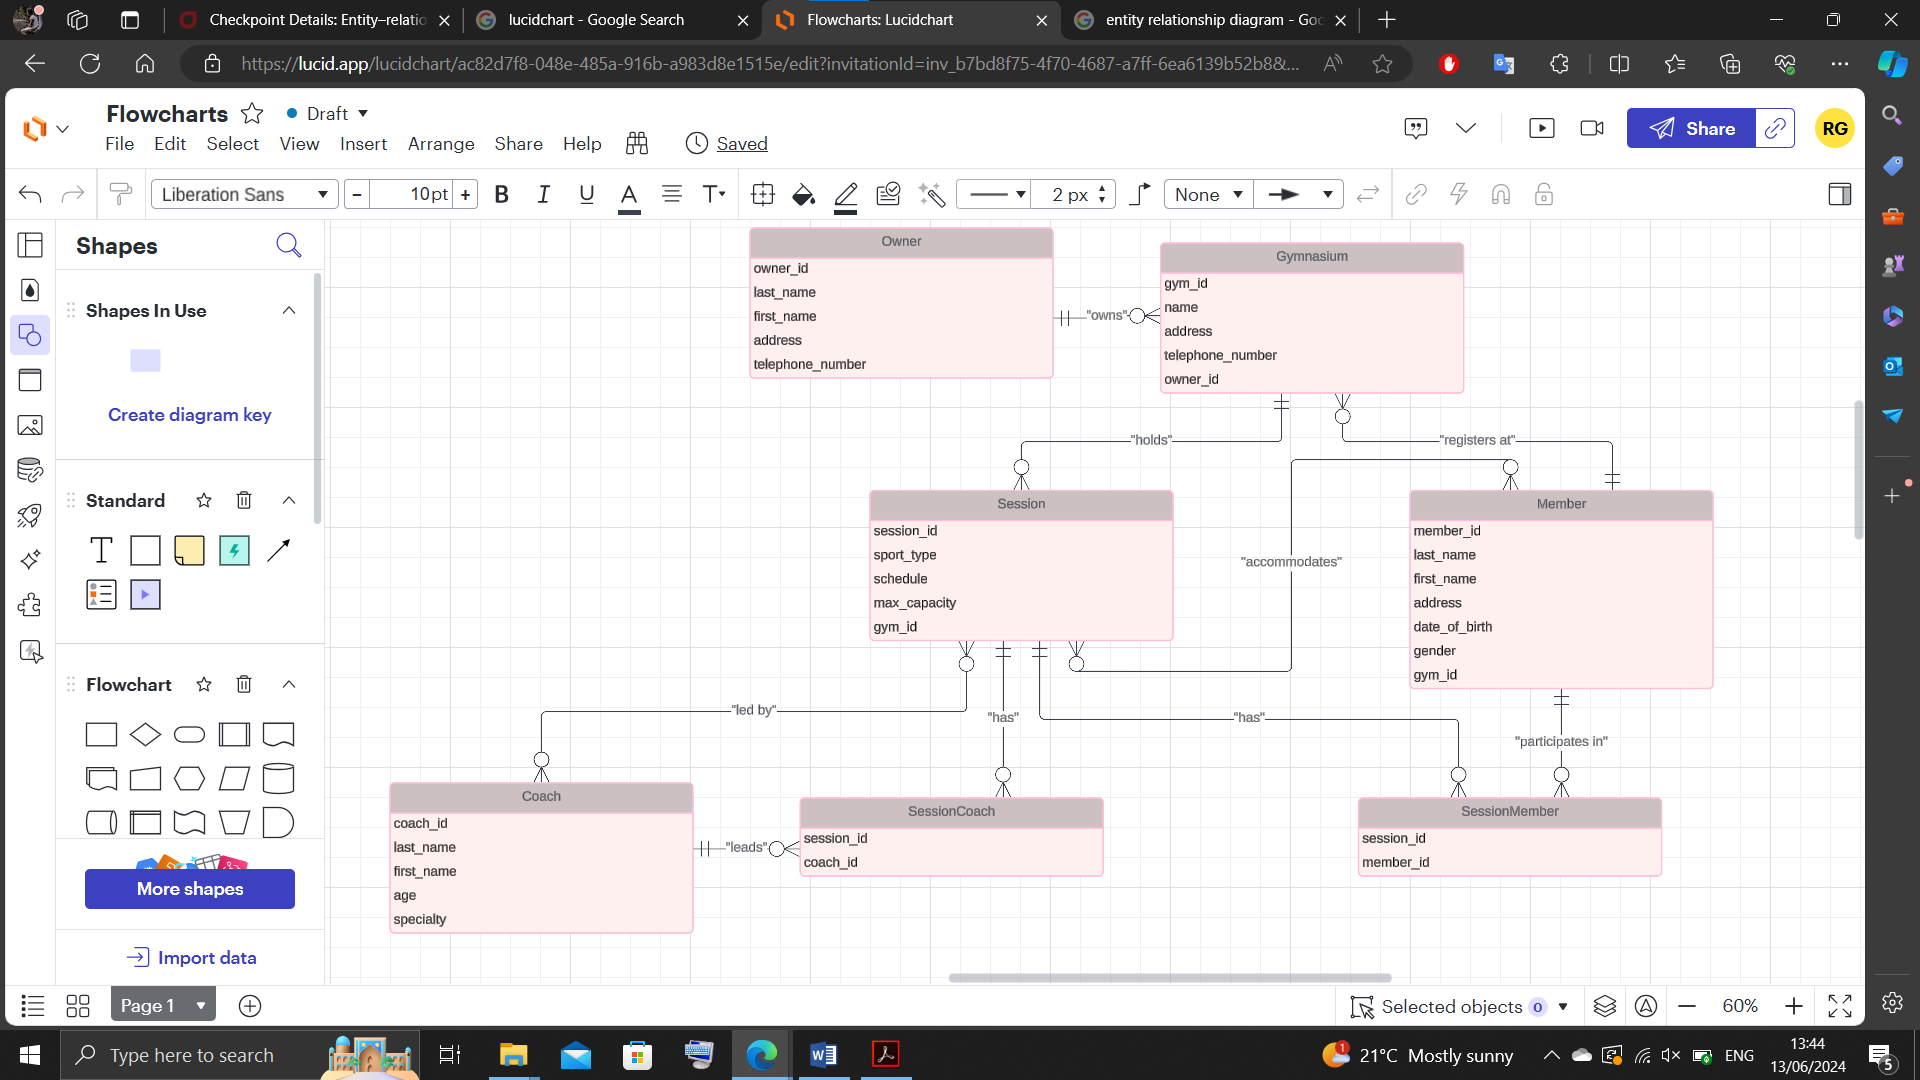 Checkpoint Details: Entity–relatio
lucidchart - Google Search
Flowcharts: Lucidchart
entity relationship diagram - Goo
https://lucid.app/lucidchart/ac82d7f8-048e-485a-916b-a983d8e1515e/edit?invitationId=inv_b7bd8f75-4f70-4687-a7ff-6ea6139b52b8&...
Flowcharts
Draft
File Edit Select View Insert Arrange Share Help
Saved
Share
RG
Liberation Sans
- 10 pt +
B I U A T
2 px
None
Shapes
Shapes In Use
Create diagram key
Standard
T
Flowchart
More shapes
Import data
Owner
owner_id
last_name
first_name
address
telephone_number
"owns"
Gymnasium
gym_id
name
address
telephone_number
owner_id
"holds"
"registers at"
Session
session_id
sport_type
schedule
max_capacity
gym_id
"accommodates"
Member
member_id
last_name
first_name
address
date_of_birth
gender
gym_id
"led by"
"has"
"has"
"participates in"
Coach
coach_id
last_name
first_name
age
specialty
"leads"
SessionCoach
session_id
coach_id
SessionMember
session_id
member_id
Page 1
Selected objects 0
60%
Type here to search
1
21°C Mostly sunny
ENG
13:44
13/06/2024
5